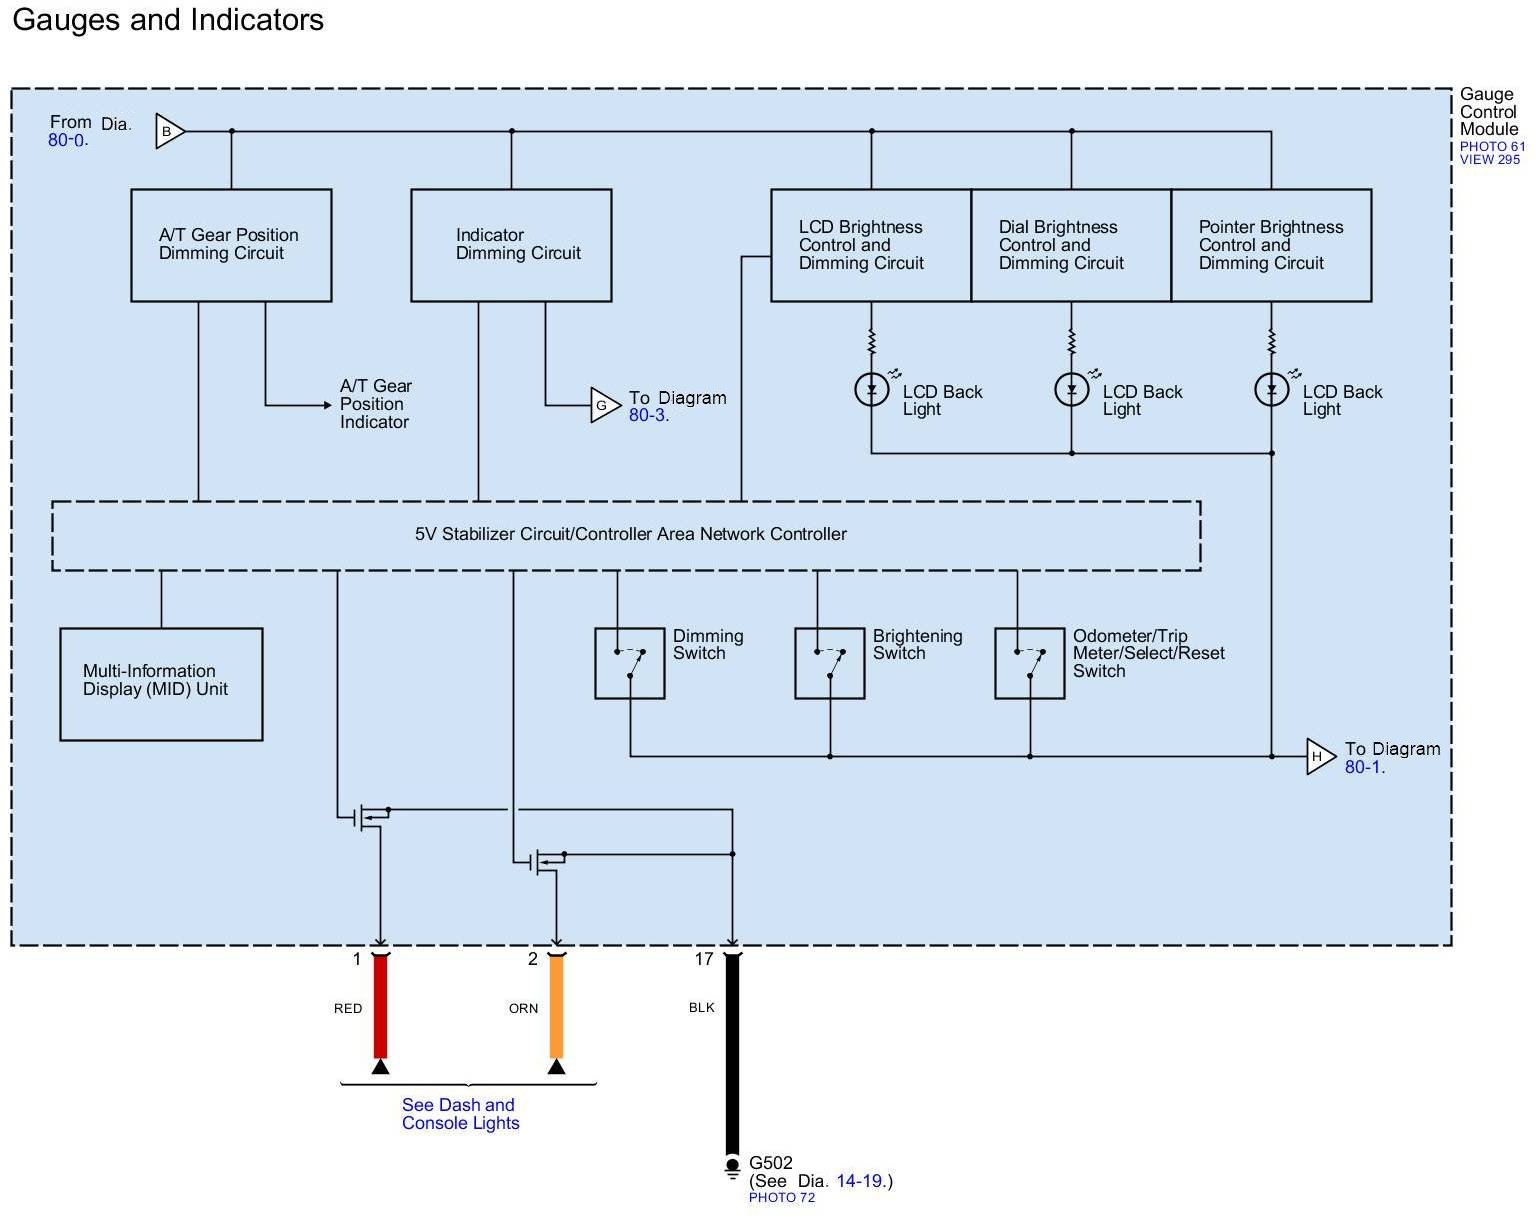 Gauges and Indicators
Gauge
Control
Module
PHOTO 61
VIEW 295
From Dia.
80-0.
B
A/T Gear Position
Dimming Circuit
Indicator
Dimming Circuit
LCD Brightness
Control and
Dimming Circuit
Dial Brightness
Control and
Dimming Circuit
Pointer Brightness
Control and
Dimming Circuit
A/T Gear
Position
Indicator
G
To Diagram
80-3.
LCD Back
Light
LCD Back
Light
LCD Back
Light
5V Stabilizer Circuit/Controller Area Network Controller
Multi-Information
Display (MID) Unit
Dimming
Switch
Brightening
Switch
Odometer/Trip
Meter/Select/Reset
Switch
H
To Diagram
80-1.
1
2
17
RED
ORN
BLK
See Dash and
Console Lights
G502
(See Dia. 14-19.)
PHOTO 72